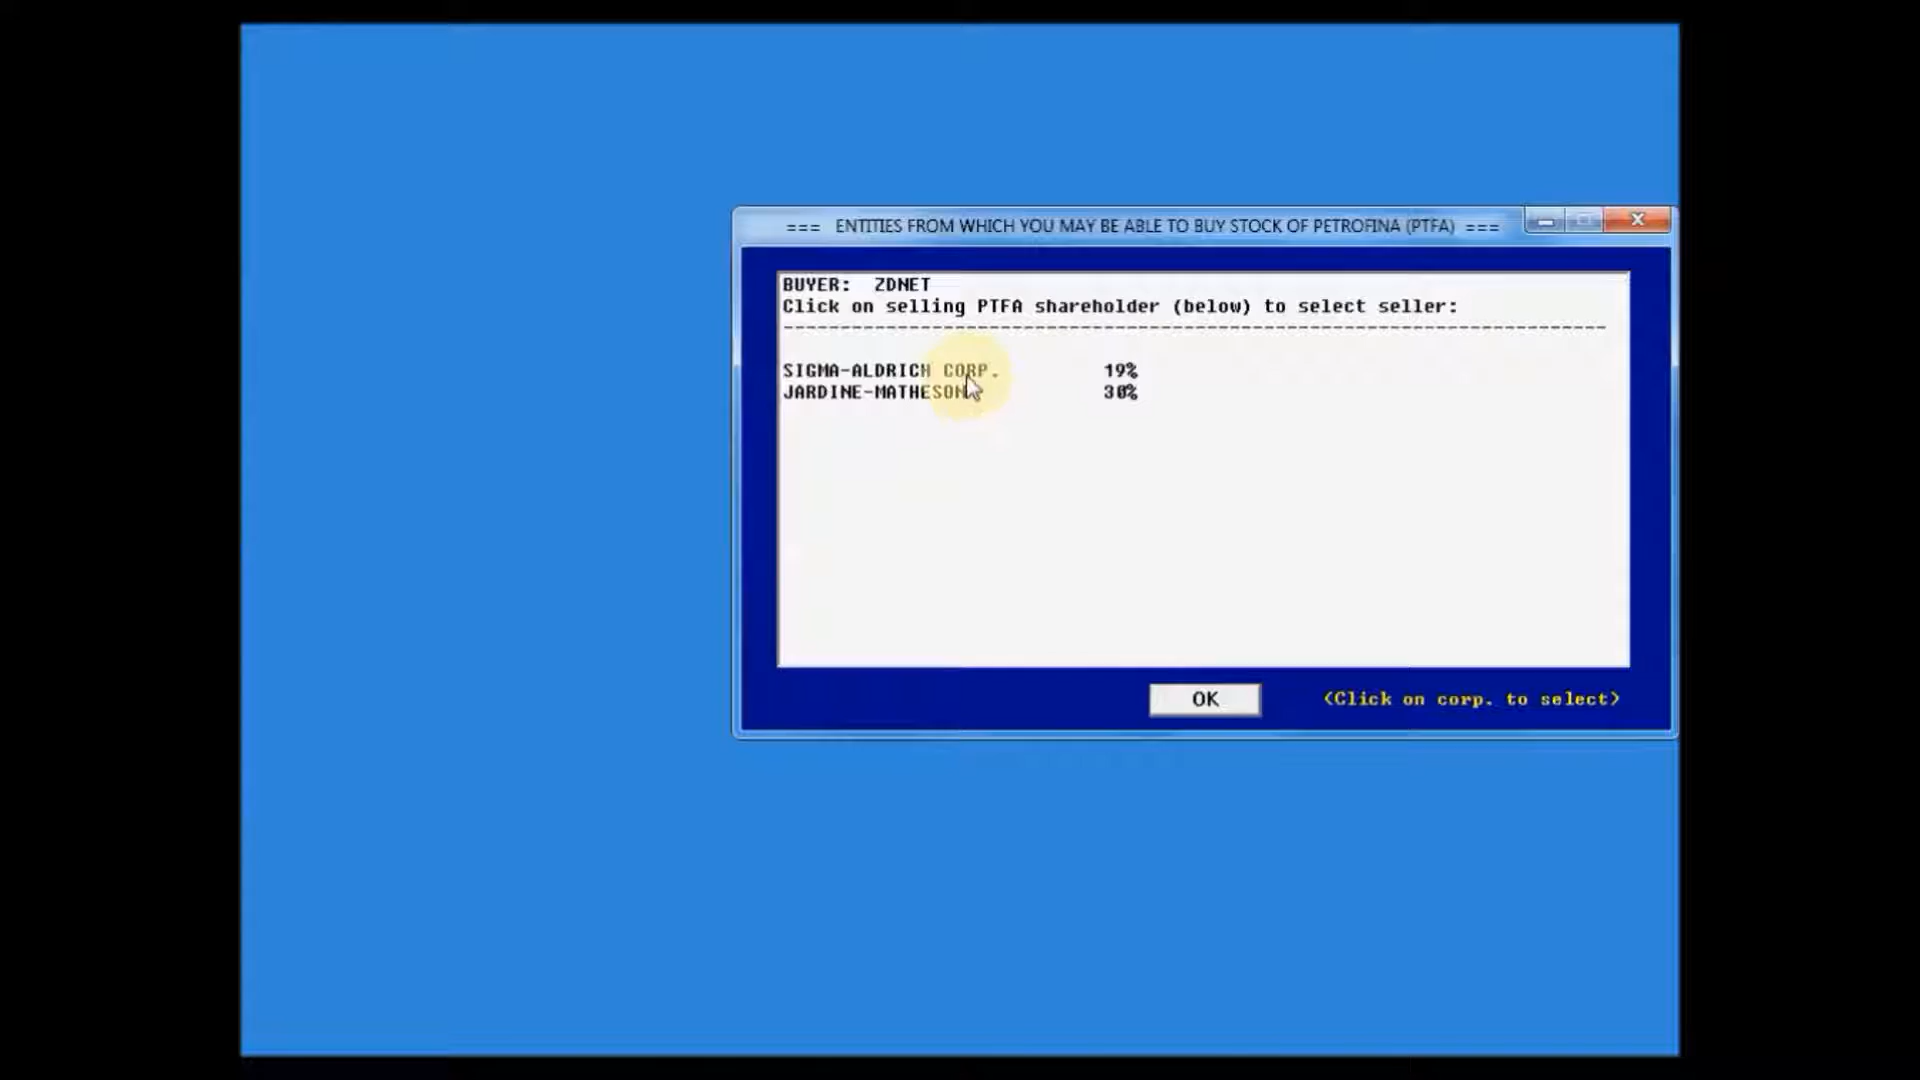 === ENTITIES FROM WHICH YOU MAY BE ABLE TO BUY STOCK OF PETROFINA (PTFA) ===
BUYER: ZDNET
Click on selling PTFA shareholder (below) to select seller:
--------------------------------------------------------------------------------
SIGMA-ALDRICH CORP. 19%
JARDINE-MATHESON 30%
OK <Click on corp. to select>